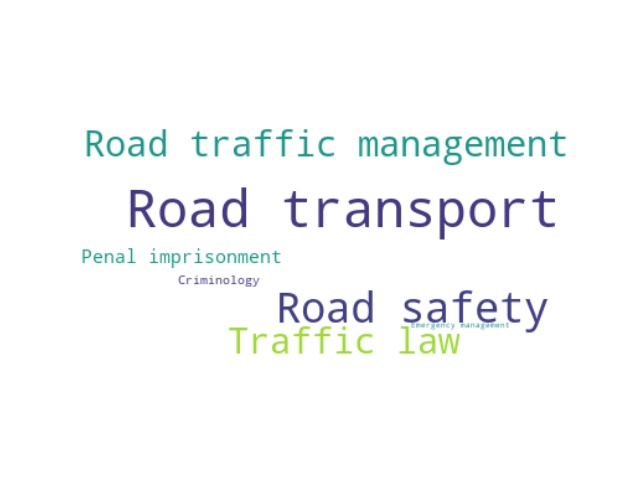 Road traffic management
Road transport
Penal imprisonment
Criminology
Road safety
Emergency management
Traffic law